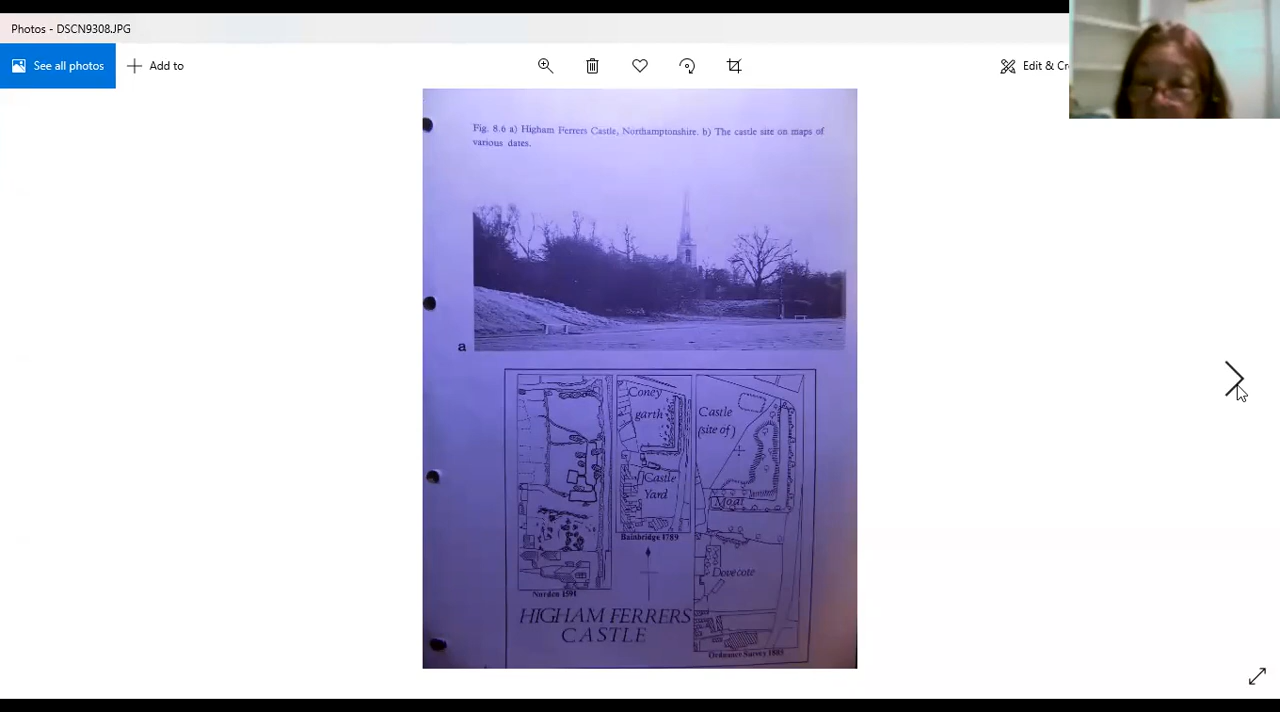 Photos - DSCN9308.JPG
See all photos
Add to
Edit & Cr
Fig. 8.6 a) Higham Ferrers Castle, Northamptonshire. b) The castle site on maps of
various dates.
a
Coney
garth
Castle
Yard
Bainbridge 1789
Castle
(site of)
Moat
Dovecote
Norden 1591
HIGHAM FERRERS
CASTLE
Ordnance Survey 1885